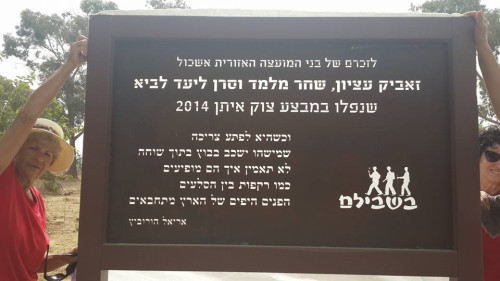 לזכרם של בני המועצה האזורית אשכול
זאביק עציון, שחר מלמד וסרן ליעד לביא
שנפלו במבצע צוק איתן 2014
וכשהיא לפתע צריכה
שמישהו ישכב בבוץ בתוך שוחה
לא תאמין איך הם מופיעים
כמו רקפות בין הסלעים
הפנים היפים של הארץ מתחבאים
אריאל הורוביץ
בשבילם